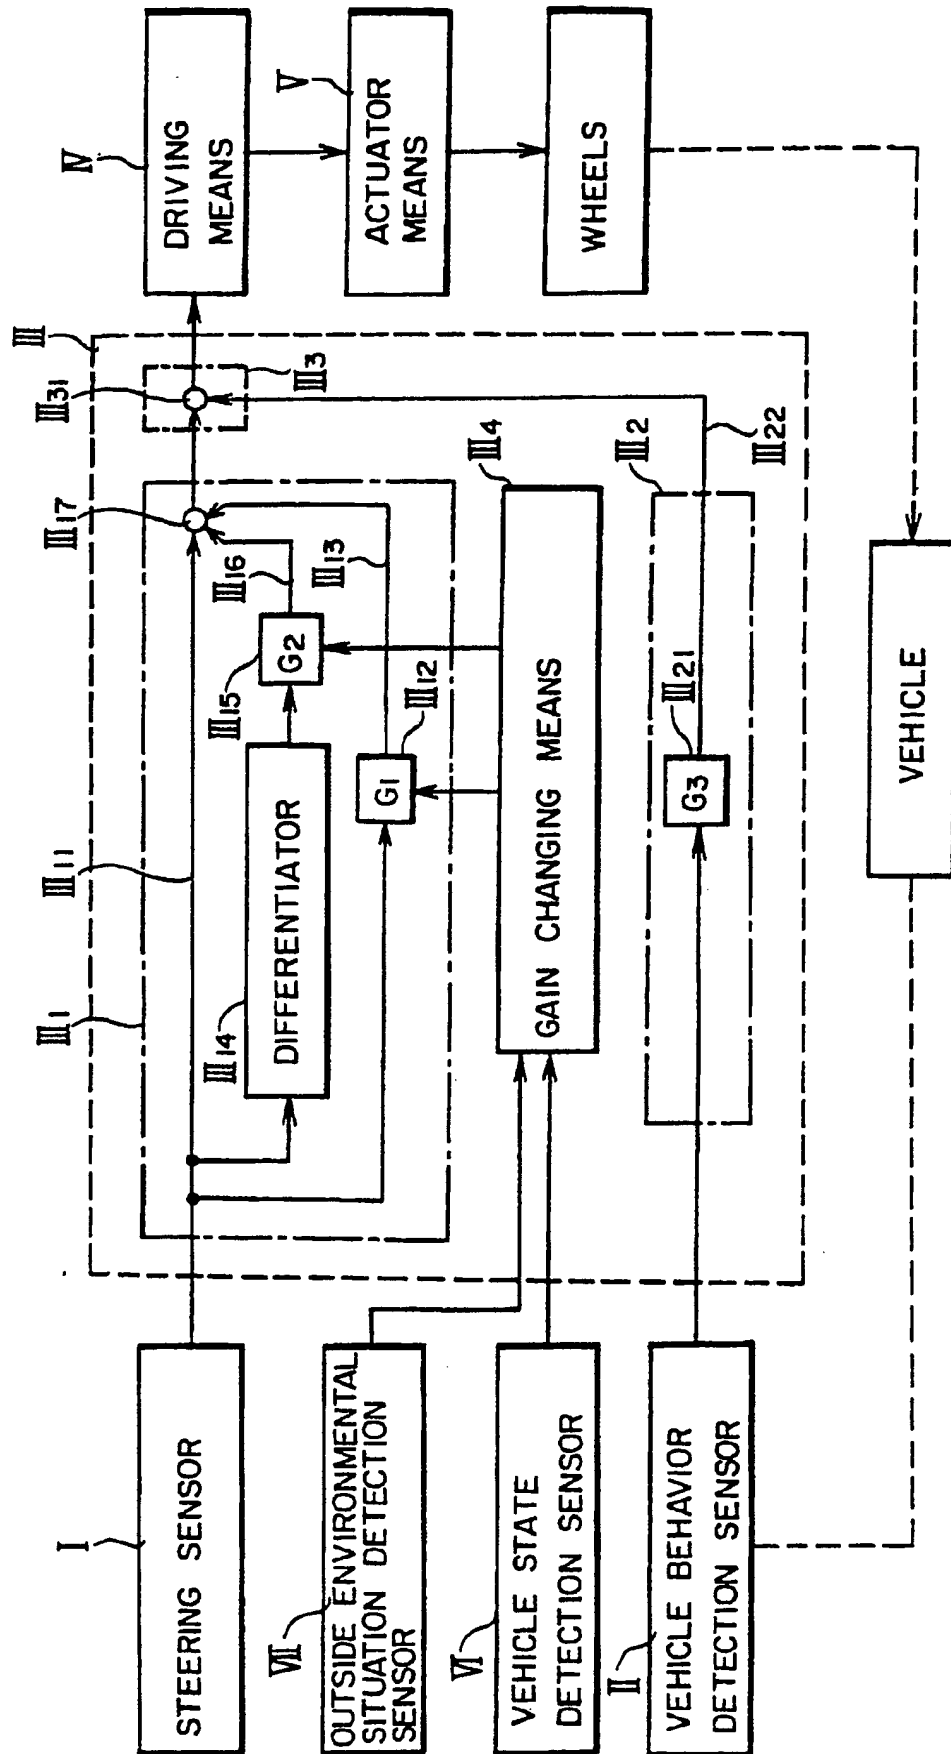 I
STEERING SENSOR
VII
OUTSIDE ENVIRONMENTAL
SITUATION DETECTION
SENSOR
VI
VEHICLE STATE
DETECTION SENSOR
II
VEHICLE BEHAVIOR
DETECTION SENSOR
III
III1
III11
III14
DIFFERENTIATOR
III15
G2
III16
III17
G1
III12
III13
III4
GAIN CHANGING MEANS
III2
III21
G3
III22
III31
III3
IV
DRIVING
MEANS
V
ACTUATOR
MEANS
WHEELS
VEHICLE